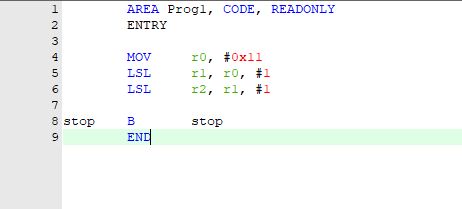 1 AREA Prog1, CODE, READONLY
2 ENTRY
3
4 MOV r0, #0x11
5 LSL r1, r0, #1
6 LSL r2, r1, #1
7
8 stop B stop
9 END